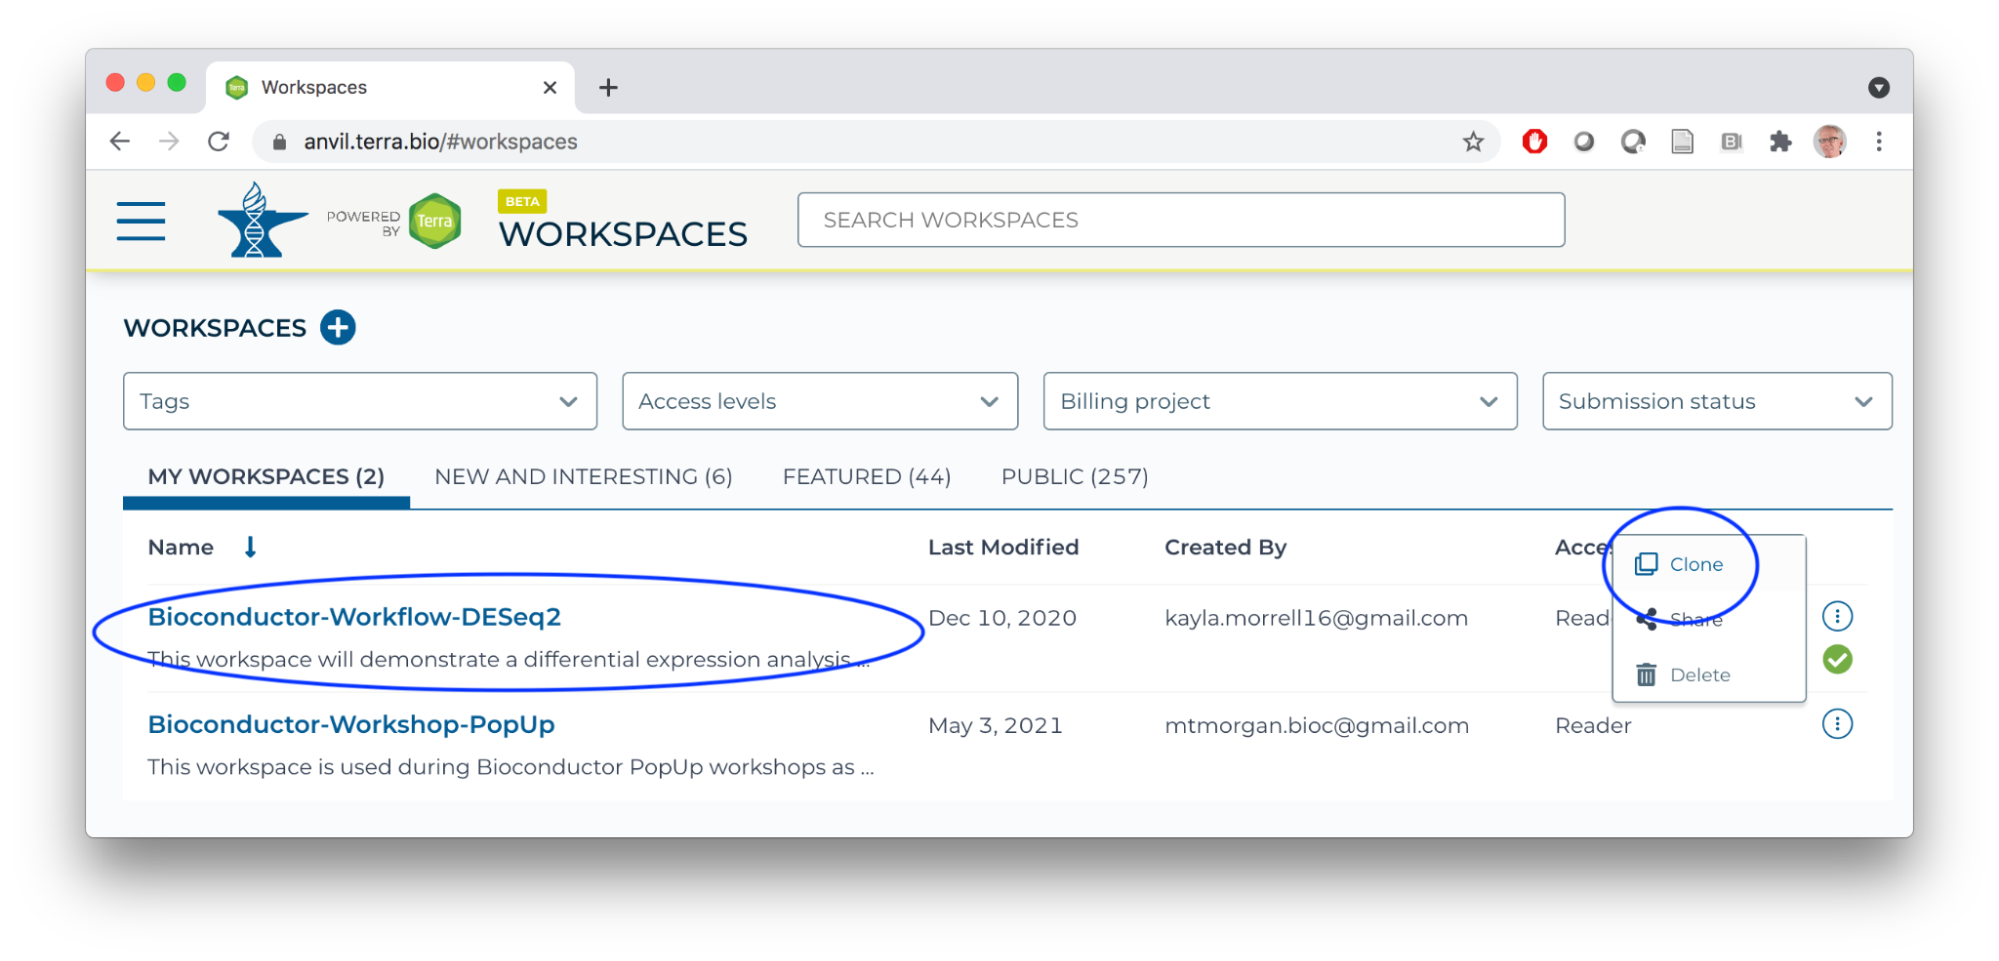 Workspaces
anvil.terra.bio/#workspaces
POWERED
BY
Terra
BETA
WORKSPACES
SEARCH WORKSPACES
WORKSPACES
Tags
Access levels
Billing project
Submission status
MY WORKSPACES (2)
NEW AND INTERESTING (6)
FEATURED (44)
PUBLIC (257)
Name
Last Modified
Created By
Acce
Clone
Share
Delete
Bioconductor-Workflow-DESeq2
Dec 10, 2020
kayla.morrell16@gmail.com
Read
This workspace will demonstrate a differential expression analysis ...
Bioconductor-Workshop-PopUp
May 3, 2021
mtmorgan.bioc@gmail.com
Reader
This workspace is used during Bioconductor PopUp workshops as ...